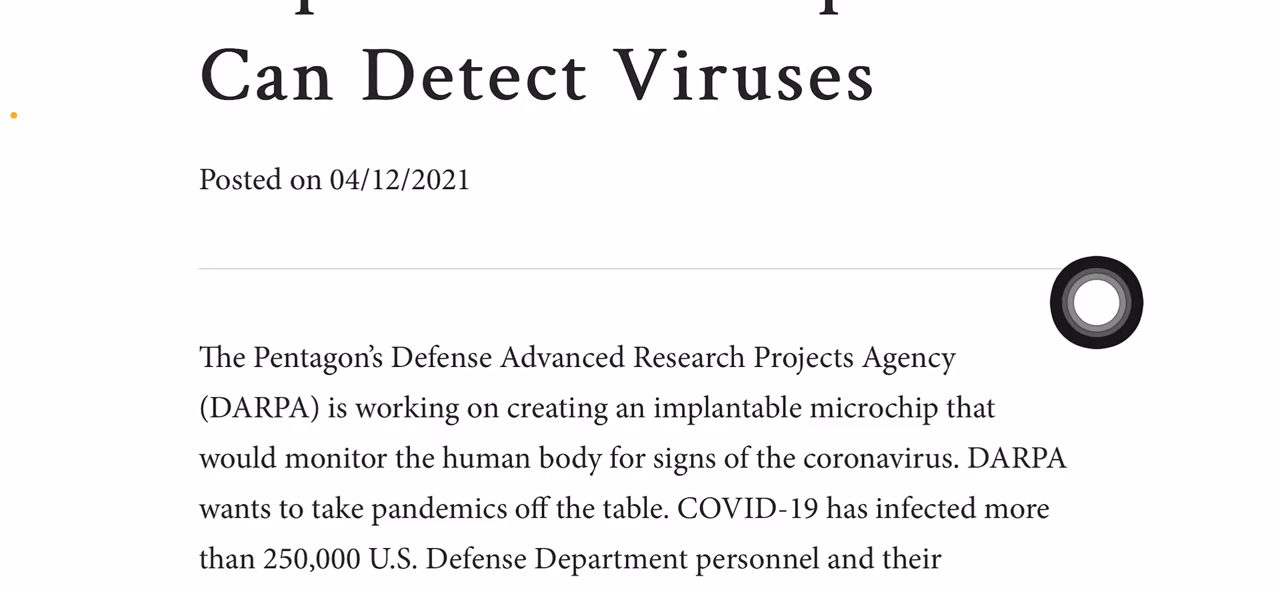 Can Detect Viruses
Posted on 04/12/2021
The Pentagon’s Defense Advanced Research Projects Agency
(DARPA) is working on creating an implantable microchip that
would monitor the human body for signs of the coronavirus. DARPA
wants to take pandemics off the table. COVID-19 has infected more
than 250,000 U.S. Defense Department personnel and their